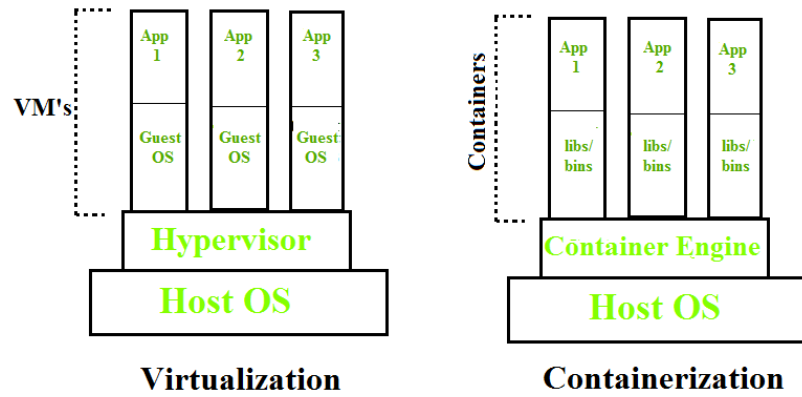 VM's
App
1
App
2
App
3
Guest
OS
Guest
OS
Guest
OS
Hypervisor
Host OS
Virtualization
Containers
App
1
App
2
App
3
libs/
bins
libs/
bins
libs/
bins
Container Engine
Host OS
Containerization